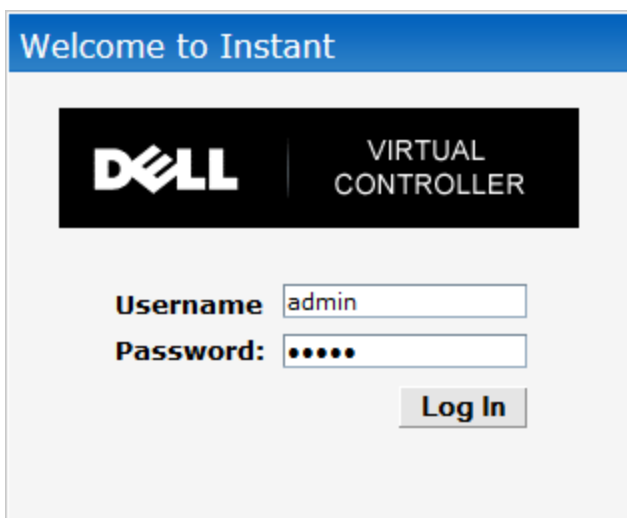 Welcome to Instant
DELL
VIRTUAL
CONTROLLER
Username admin
Password: •••••
Log In